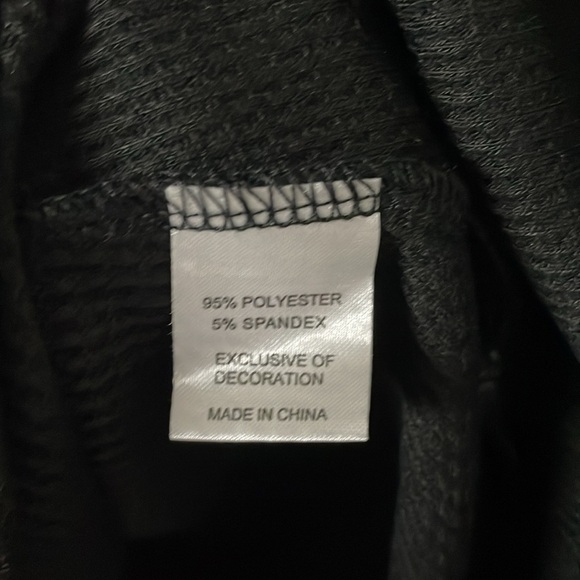 95% POLYESTER
5% SPANDEX
EXCLUSIVE OF
DECORATION
MADE IN CHINA